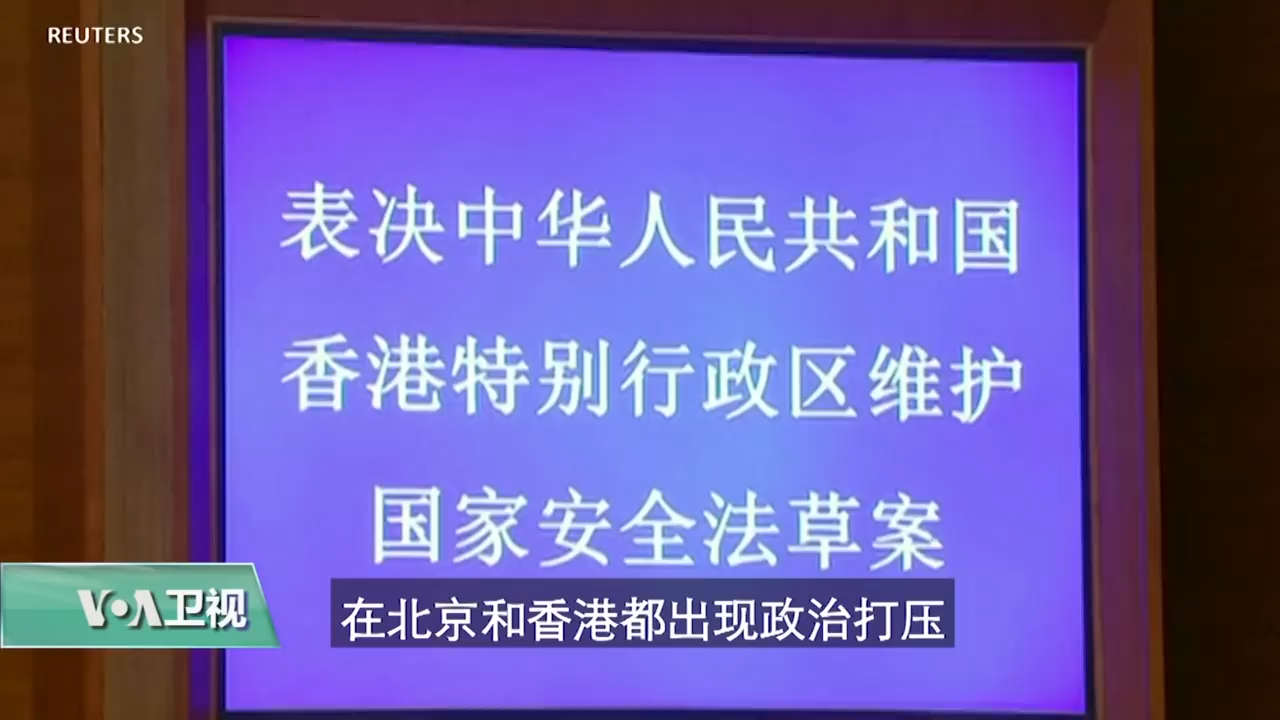 REUTERS
表决中华人民共和国
香港特别行政区维护
国家安全法草案
VOA卫视
在北京和香港都出现政治打压